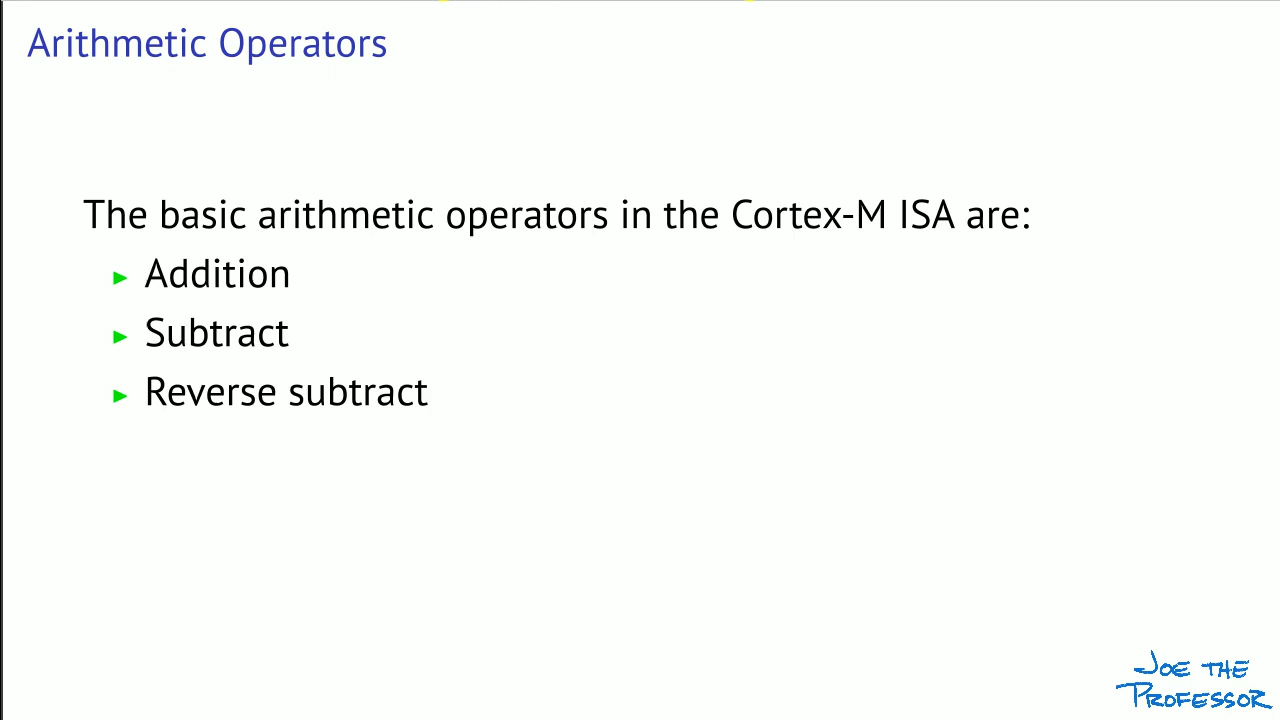 Arithmetic Operators
The basic arithmetic operators in the Cortex-M ISA are:
▸ Addition
▸ Subtract
▸ Reverse subtract
JOE THE
PROFESSOR